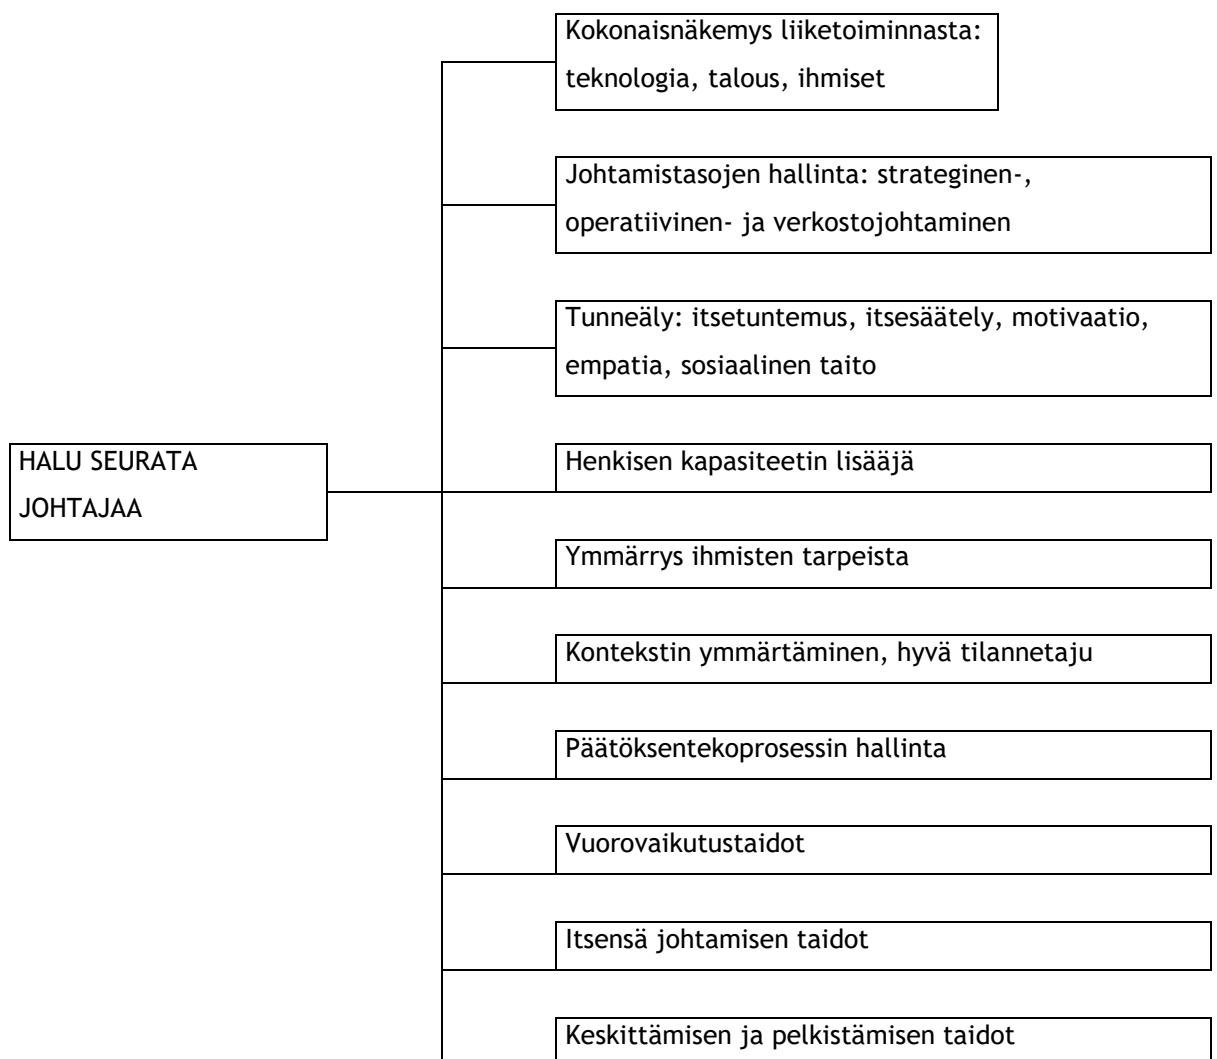 Kokonaisnäkemys liiketoiminnasta:
teknologia, talous, ihmiset
Johtamistasojen hallinta: strateginen-,
operatiivinen- ja verkostojohtaminen
Tunneäly: itsetuntemus, itsesäätely, motivaatio,
empatia, sosiaalinen taito
HALU SEURATA
JOHTAJAA
Henkisen kapasiteetin lisääjä
Ymmärrys ihmisten tarpeista
Kontekstin ymmärtäminen, hyvä tilannetaju
Päätöksentekoprosessin hallinta
Vuorovaikutustaidot
Itsensä johtamisen taidot
Keskittämisen ja pelkistämisen taidot